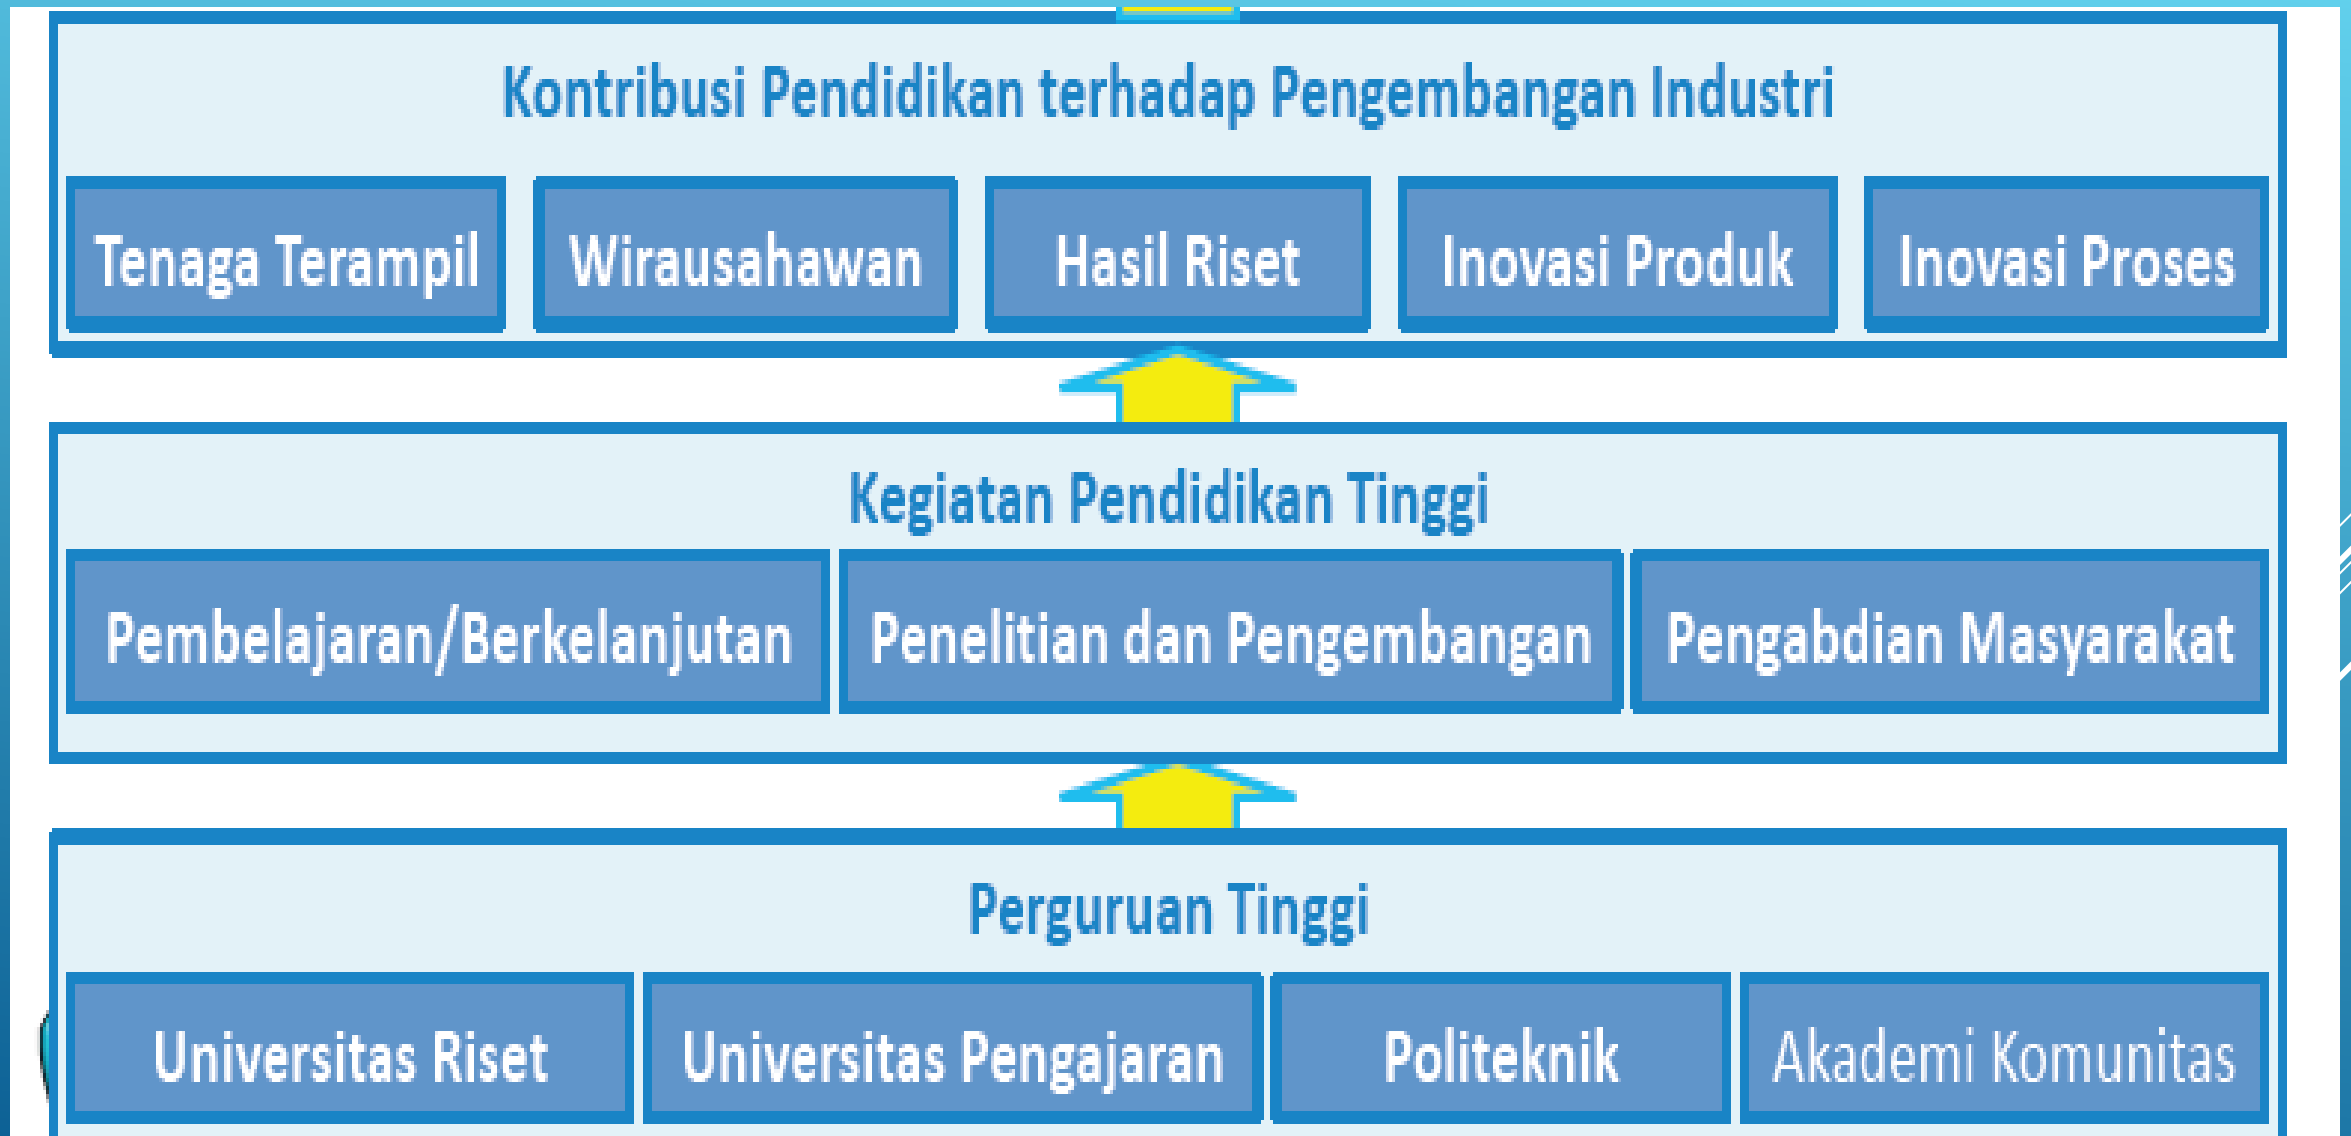 Kontribusi Pendidikan terhadap Pengembangan Industri
Tenaga Terampil
Wirausahawan
Hasil Riset
Inovasi Produk
Inovasi Proses
Kegiatan Pendidikan Tinggi
Pembelajaran/Berkelanjutan
Penelitian dan Pengembangan
Pengabdian Masyarakat
Perguruan Tinggi
Universitas Riset
Universitas Pengajaran
Politeknik
Akademi Komunitas